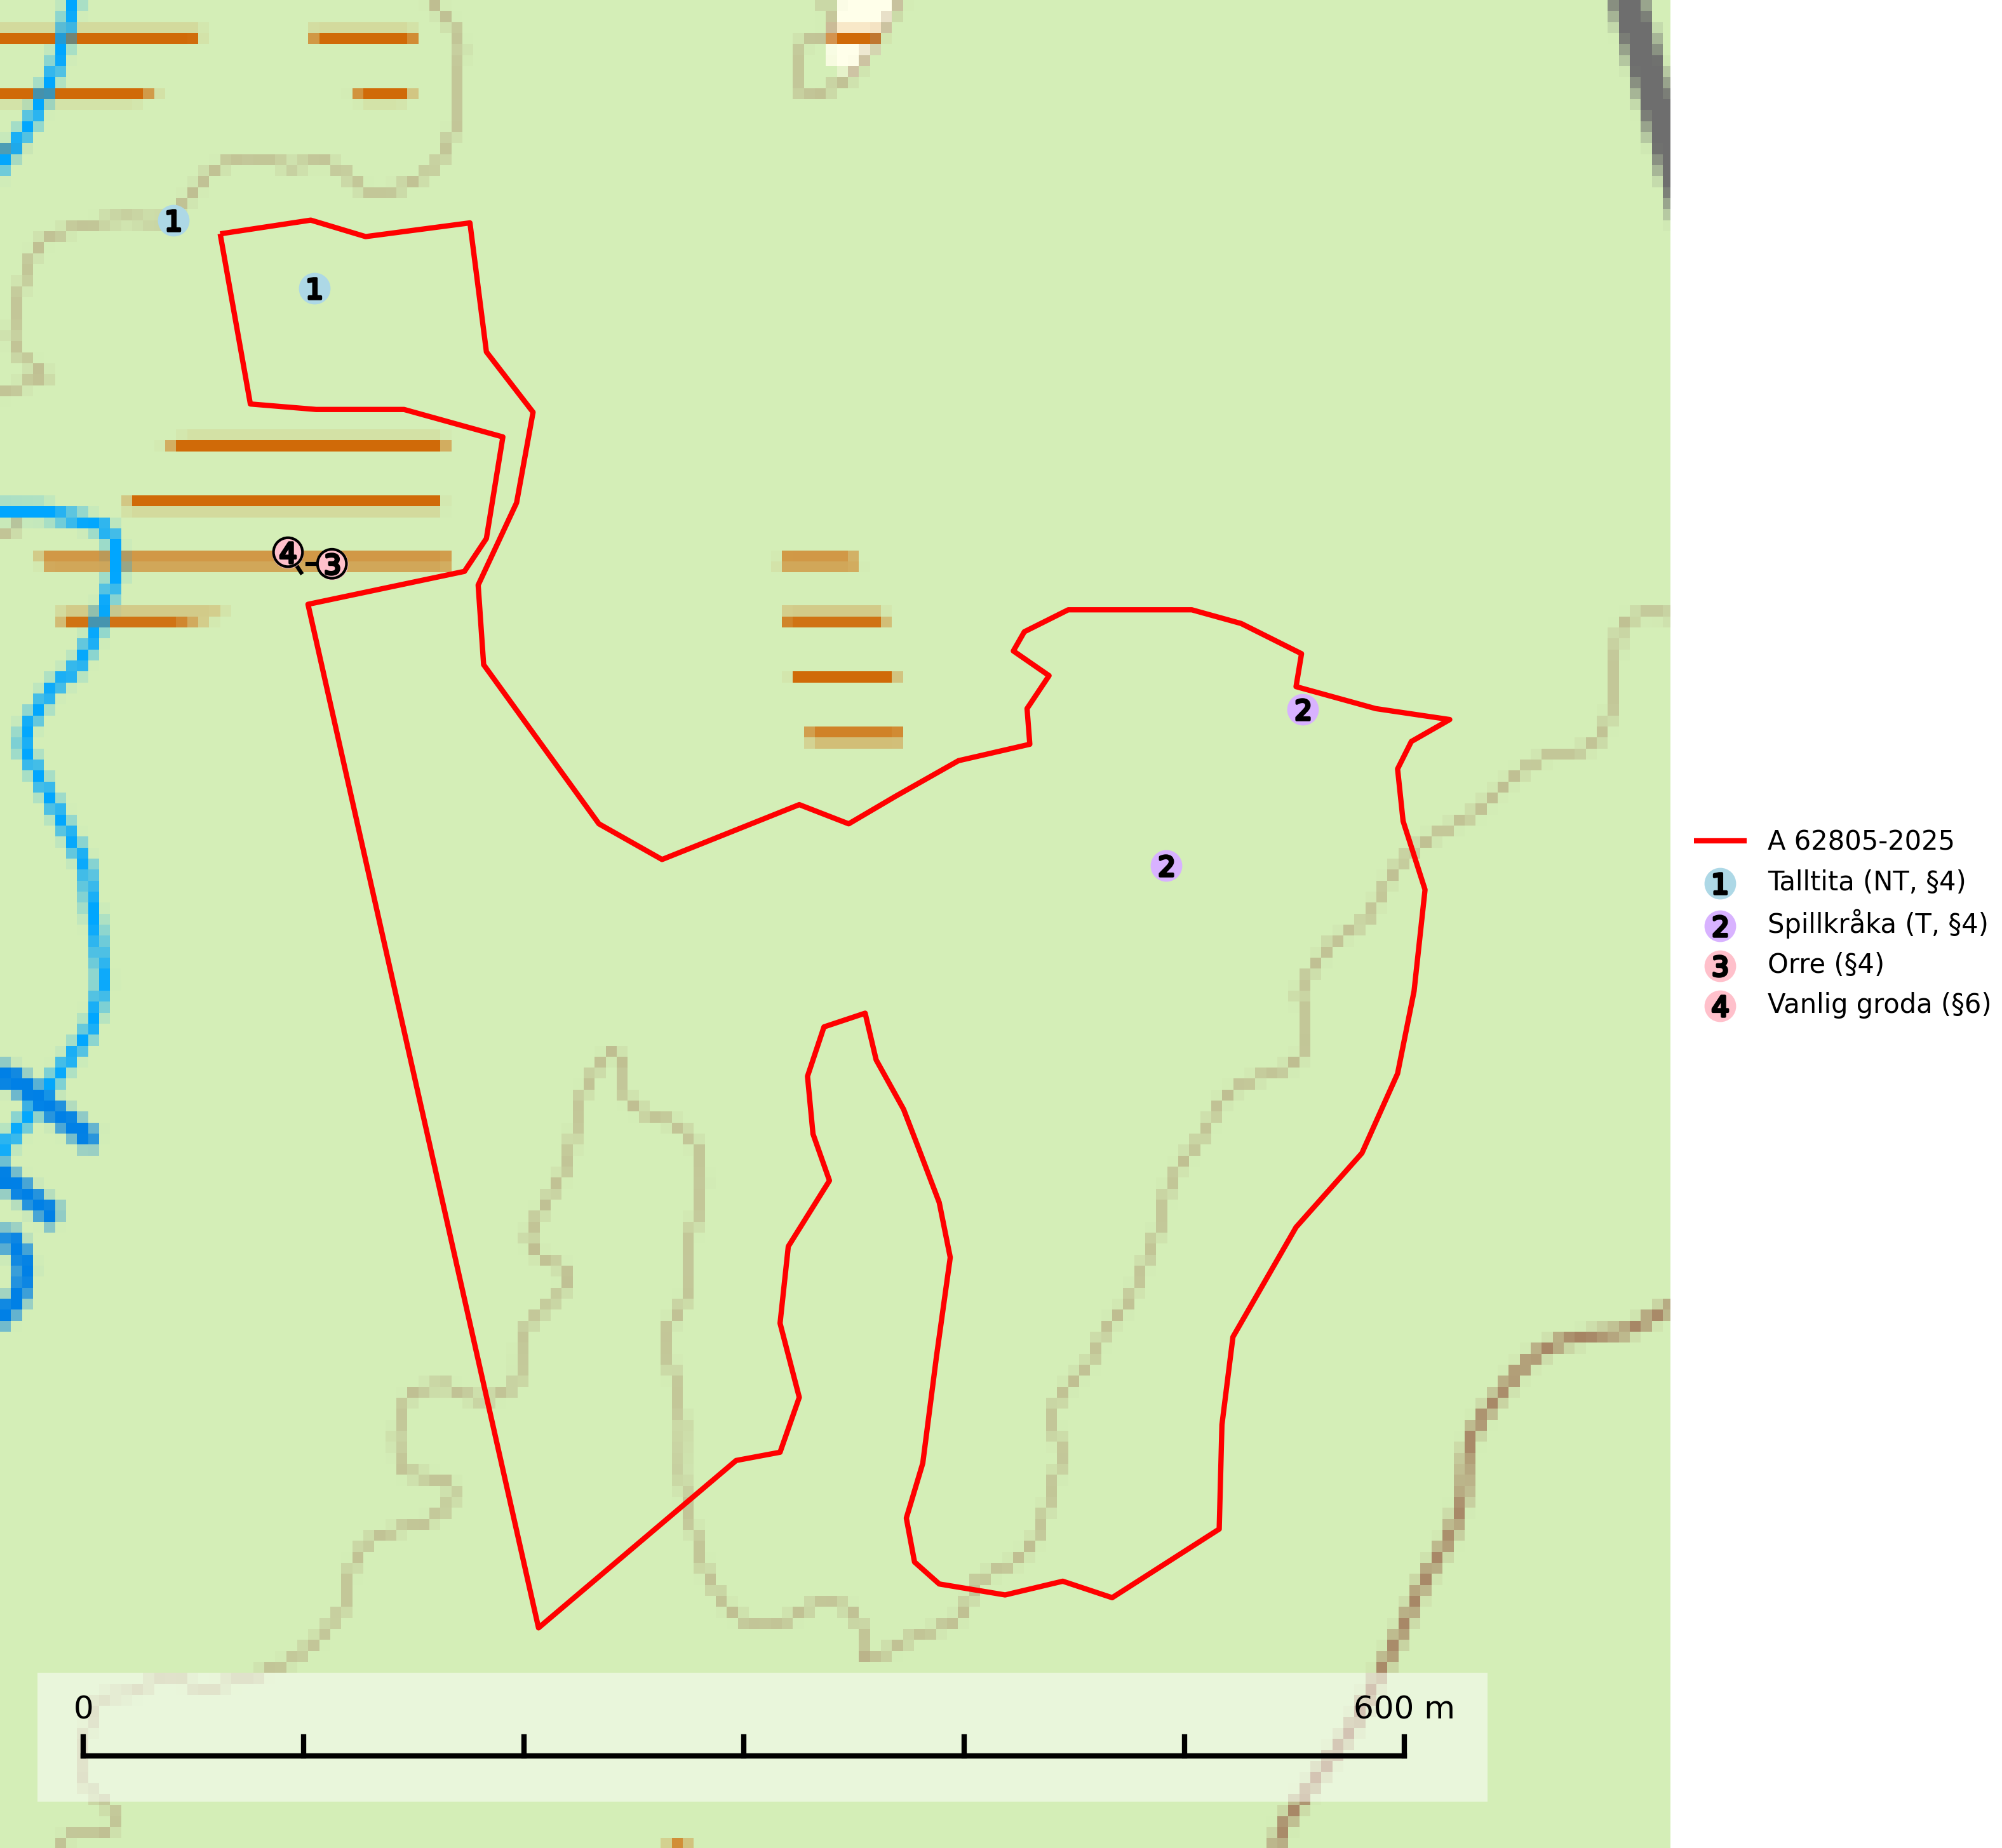 1
1
4
3
2
2
A 62805-2025
1 Talltita (NT, §4)
2 Spillkråka (T, §4)
3 Orre (§4)
4 Vanlig groda (§6)
0 600 m